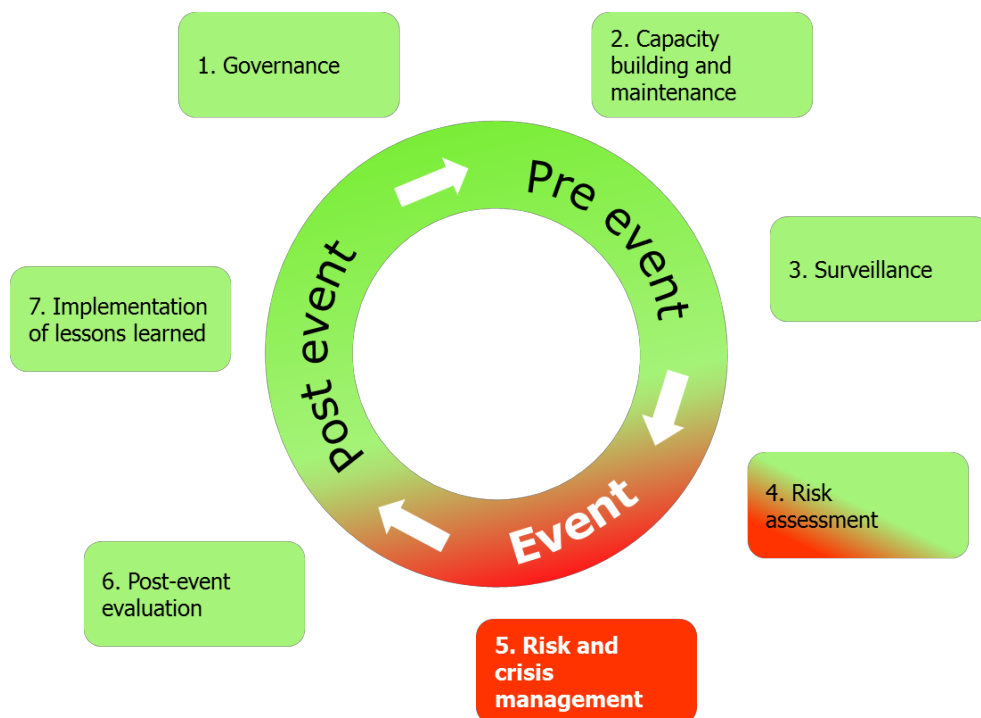 1. Governance
2. Capacity
building and
maintenance
Pre event
3. Surveillance
Post event
7. Implementation
of lessons learned
4. Risk
assessment
Event
6. Post-event
evaluation
5. Risk and
crisis
management